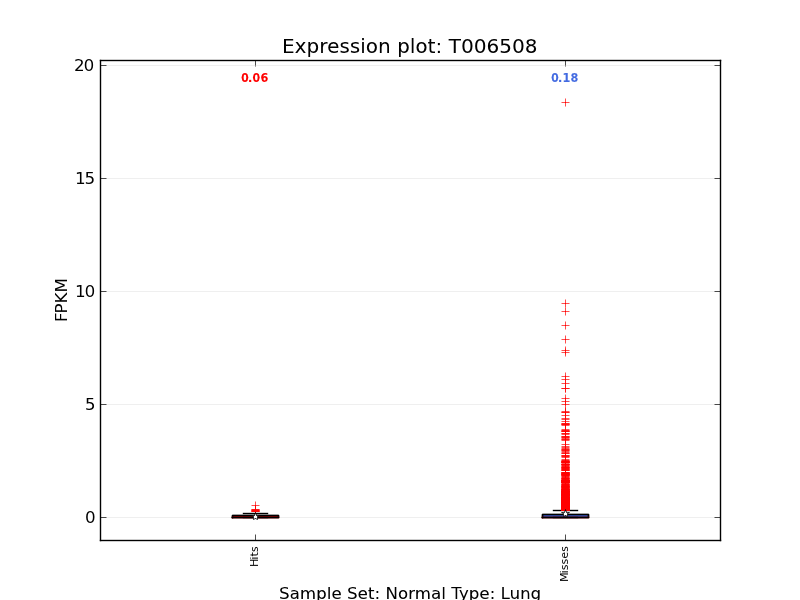 Expression plot: T006508
20
0.06
0.18
15
10
FPKM
5
0
Hits
Misses
Sample Set: Normal Type: Lung